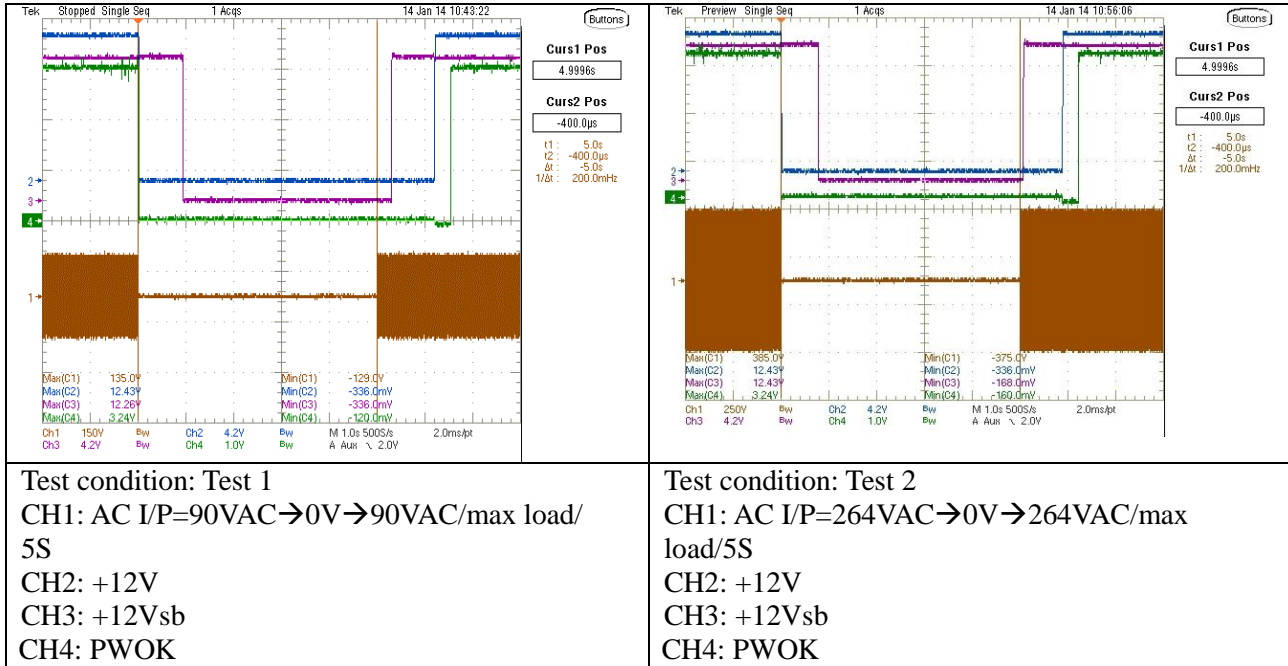 Tek Stopped Single Seq 1 Acqs 14 Jan 14 10:43:22
Buttons
Curs1 Pos
4.9996s
Curs2 Pos
-400.0µs
t1 : 5.0s
t2 : -400.0µs
Δt : -5.0s
1/Δt : 200.0mHz
2
3
4
1
Max(C1) 135.0V Min(C1) -129.0V
Max(C2) 12.43V Min(C2) -336.0mV
Max(C3) 12.26V Min(C3) -336.0mV
Max(C4) 3.24V Min(C4) -120.0mV
Ch1 150V Bw Ch2 4.2V Bw M 1.0s 500S/s 2.0ms/pt
Ch3 4.2V Bw Ch4 1.0V Bw A Aux ∖ 2.0V
Tek Preview Single Seq 1 Acqs 14 Jan 14 10:56:06
Buttons
Curs1 Pos
4.9996s
Curs2 Pos
-400.0µs
t1 : 5.0s
t2 : -400.0µs
Δt : -5.0s
1/Δt : 200.0mHz
2
3
4
1
Max(C1) 385.0V Min(C1) -375.0V
Max(C2) 12.43V Min(C2) -336.0mV
Max(C3) 12.43V Min(C3) -168.0mV
Max(C4) 3.24V Min(C4) -160.0mV
Ch1 250V Bw Ch2 4.2V Bw M 1.0s 500S/s 2.0ms/pt
Ch3 4.2V Bw Ch4 1.0V Bw A Aux ∖ 2.0V
Test condition: Test 1
CH1: AC I/P=90VAC→0V→90VAC/max load/
5S
CH2: +12V
CH3: +12Vsb
CH4: PWOK
Test condition: Test 2
CH1: AC I/P=264VAC→0V→264VAC/max
load/5S
CH2: +12V
CH3: +12Vsb
CH4: PWOK